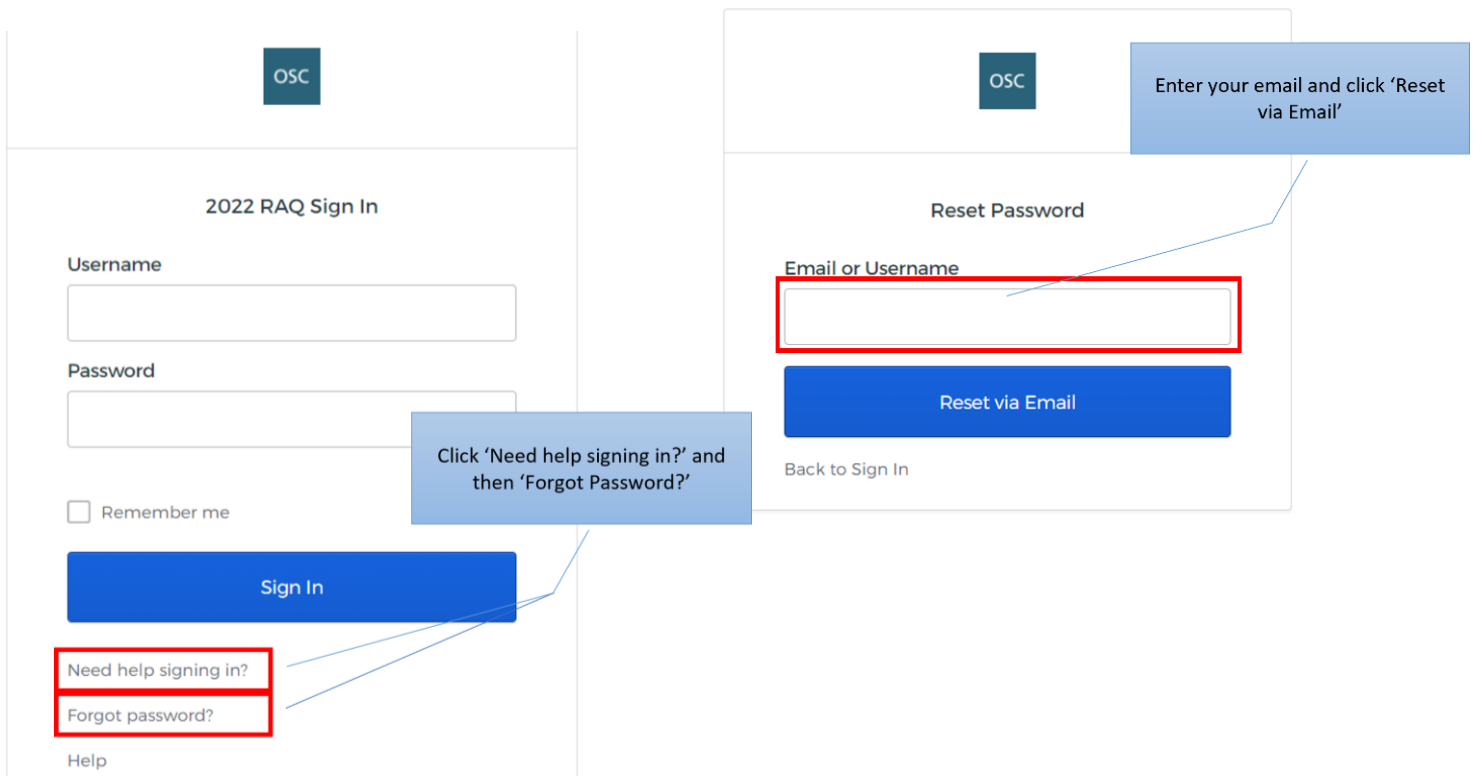 OSC
2022 RAQ Sign In
Username
Password
Remember me
Sign In
Need help signing in?
Forgot password?
Help
Click ‘Need help signing in?’ and
then ‘Forgot Password?’
OSC
Reset Password
Email or Username
Reset via Email
Back to Sign In
Enter your email and click ‘Reset
via Email’